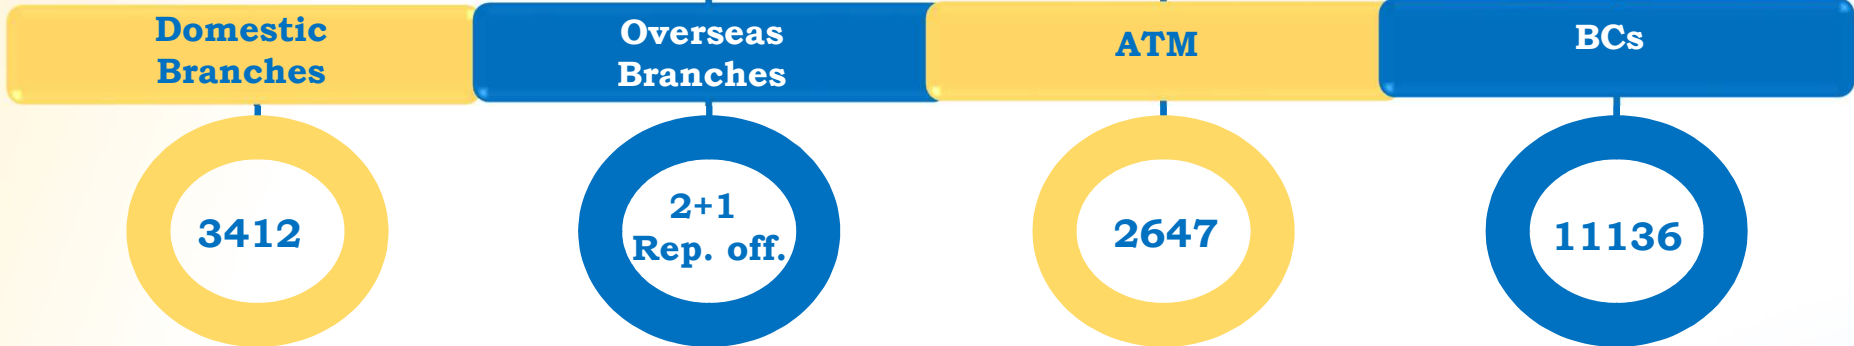 Domestic
Branches
Overseas
Branches
ATM
BCs
3412
2+1
Rep. off.
2647
11136